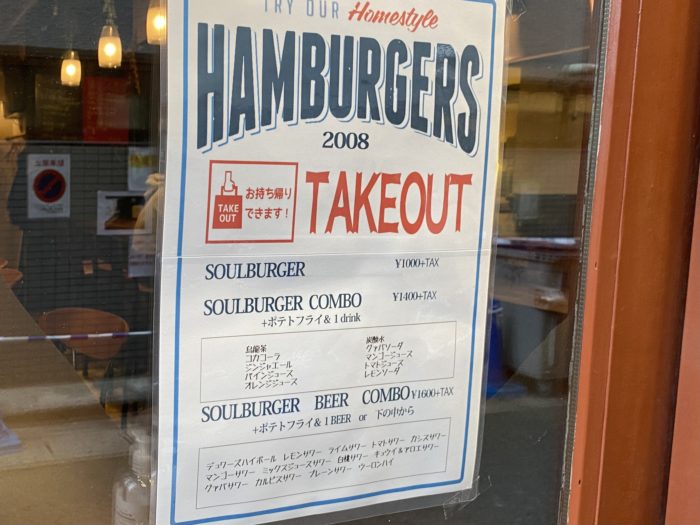 TRY OUR Homestyle
HAMBURGERS
2008
TAKE OUT
お持ち帰り
できます!
TAKEOUT
SOULBURGER ¥1000+TAX
SOULBURGER COMBO ¥1400+TAX
+ポテトフライ& 1 drink
烏龍茶 炭酸水
コカコーラ グァバソーダ
ジンジャエール マンゴージュース
パインジュース トマトジュース
オレンジジュース レモンソーダ
SOULBURGER BEER COMBO ¥1600+TAX
+ポテトフライ& 1 BEER or 下の中から
デュワーズハイボール レモンサワー ライムサワー トマトサワー カシスサワー
マンゴーサワー ミックスジュースサワー 白桃サワー キュウイ&アロエサワー
グァバサワー カルピスサワー プレーンサワー ウーロンハイ